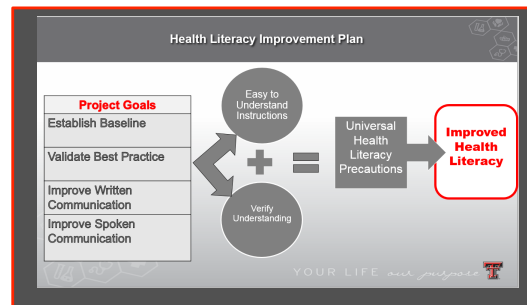 Health Literacy Improvement Plan
Project Goals
Establish Baseline
Validate Best Practice
Improve Written
Communication
Improve Spoken
Communication
Easy to
Understand
Instructions
Verify
Understanding
Universal
Health
Literacy
Precautions
Improved
Health
Literacy
YOUR LIFE our purpose